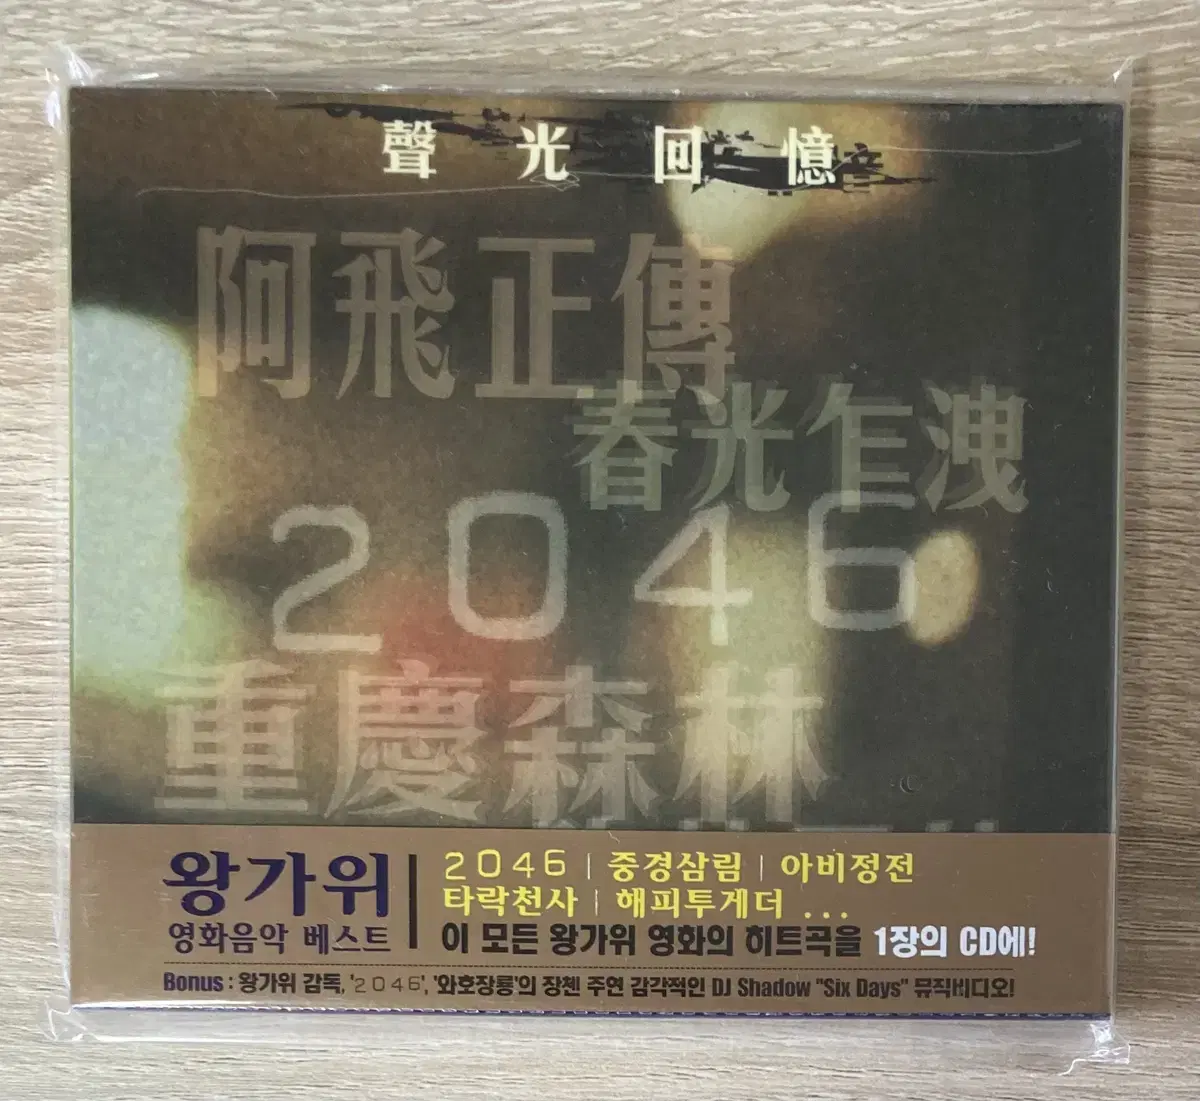 聲光回憶
阿飛正傳
春光乍洩
2046
重慶森林
왕가위
영화음악 베스트
2046 | 중경삼림 | 아비정전
타락천사 | 해피투게더 ...
이 모든 왕가위 영화의 히트곡을 1장의 CD에!
Bonus : 왕가위 감독, '2046', '와호장룡'의 장첸 주연 감각적인 DJ Shadow "Six Days" 뮤직비디오!